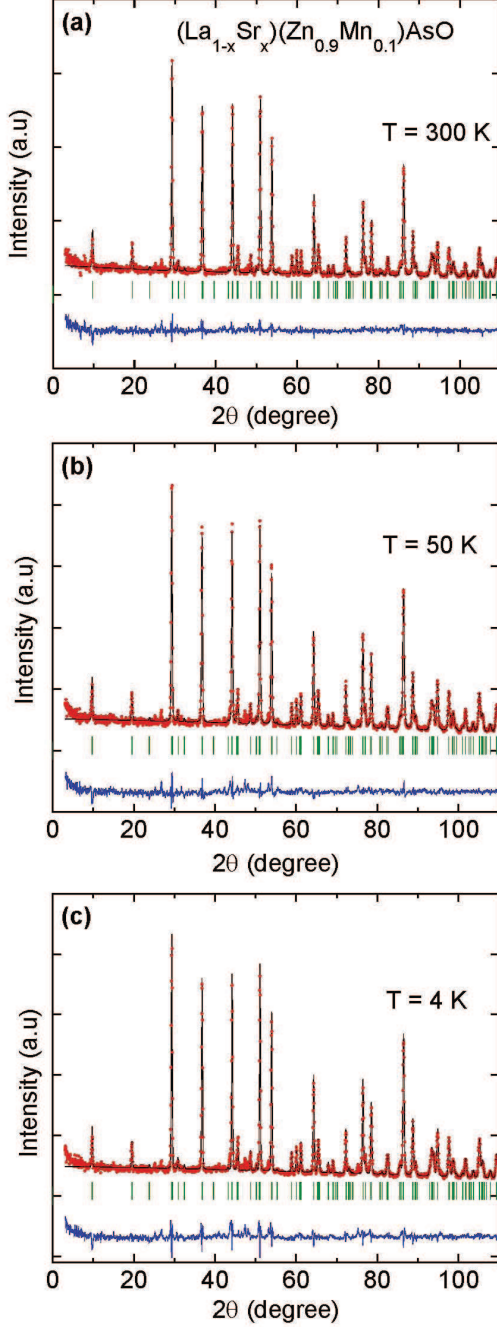 (a)
(La₁₋ₓSrₓ)(Zn₀.₉Mn₀.₁)AsO
T = 300 K
Intensity (a.u)
0 20 40 60 80 100
2θ (degree)
(b)
T = 50 K
Intensity (a.u)
0 20 40 60 80 100
2θ (degree)
(c)
T = 4 K
Intensity (a.u)
0 20 40 60 80 100
2θ (degree)